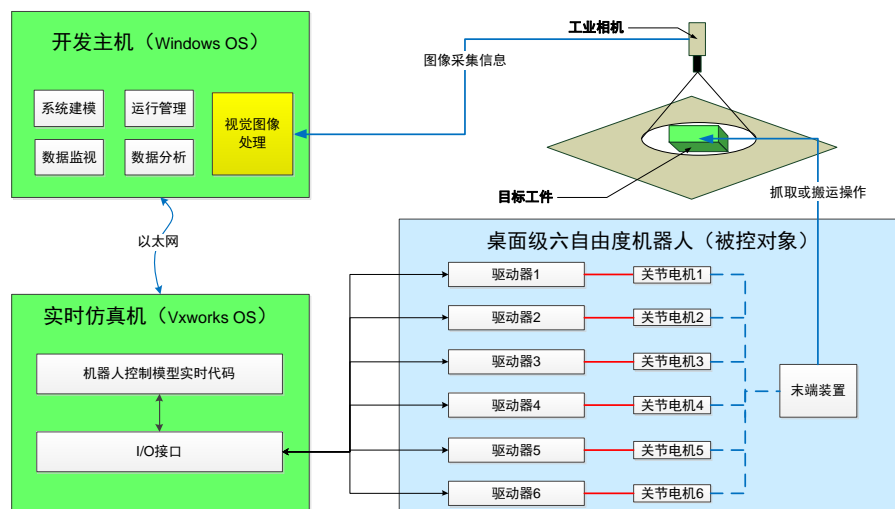 开发主机（Windows OS）
系统建模
运行管理
数据监视
数据分析
视觉图像
处理
图像采集信息
工业相机
目标工件
抓取或搬运操作
以太网
实时仿真机（Vxworks OS）
机器人控制模型实时代码
I/O接口
桌面级六自由度机器人（被控对象）
驱动器1
关节电机1
驱动器2
关节电机2
驱动器3
关节电机3
驱动器4
关节电机4
驱动器5
关节电机5
驱动器6
关节电机6
末端装置